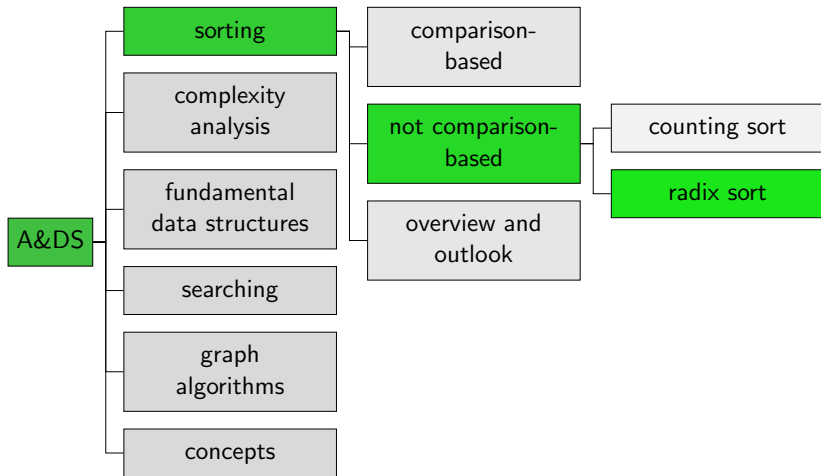 A&DS
sorting
complexity
analysis
fundamental
data structures
searching
graph
algorithms
concepts
comparison-
based
not comparison-
based
overview and
outlook
counting sort
radix sort